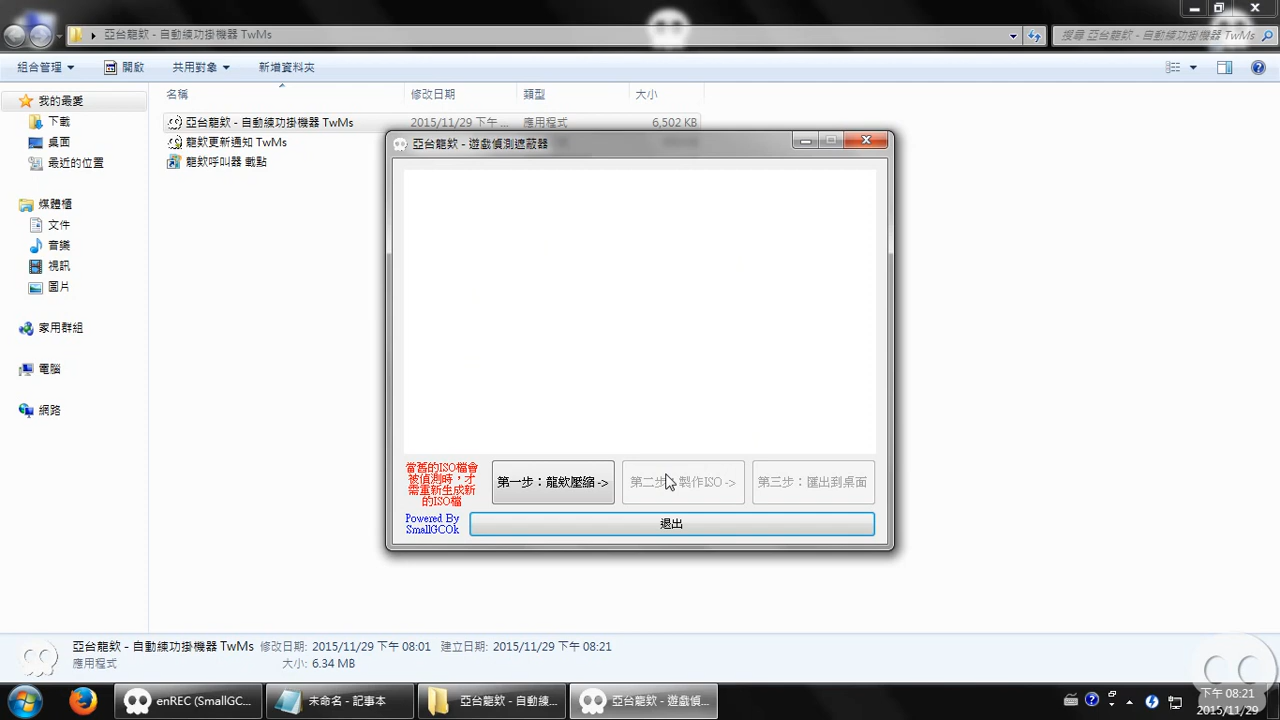 亞台龍欸 - 自動練功掛機器 TwMs
搜尋 亞台龍欸 - 自動練功掛機器 TwMs
組合管理
開啟
共用對象
新增資料夾
名稱
修改日期
類型
大小
我的最愛
下載
桌面
最近的位置
媒體櫃
文件
音樂
視訊
圖片
家用群組
電腦
網路
亞台龍欸 - 自動練功掛機器 TwMs
2015/11/29 下午 ...
應用程式
6,502 KB
龍欸更新通知 TwMs
龍欸呼叫器 載點
亞台龍欸 - 遊戲偵測遮蔽器
當舊的ISO檔會
被偵測時，才
需重新生成新
的ISO檔
第一步：龍欸壓縮 ->
製作ISO ->
第三步：匯出到桌面
Powered By
SmallGCOk
退出
亞台龍欸 - 自動練功掛機器 TwMs
修改日期: 2015/11/29 下午 08:01
建立日期: 2015/11/29 下午 08:21
應用程式
大小: 6.34 MB
enREC (SmallGC...
未命名 - 記事本
亞台龍欸 - 自動練...
亞台龍欸 - 遊戲偵...
下午 08:21
2015/11/29